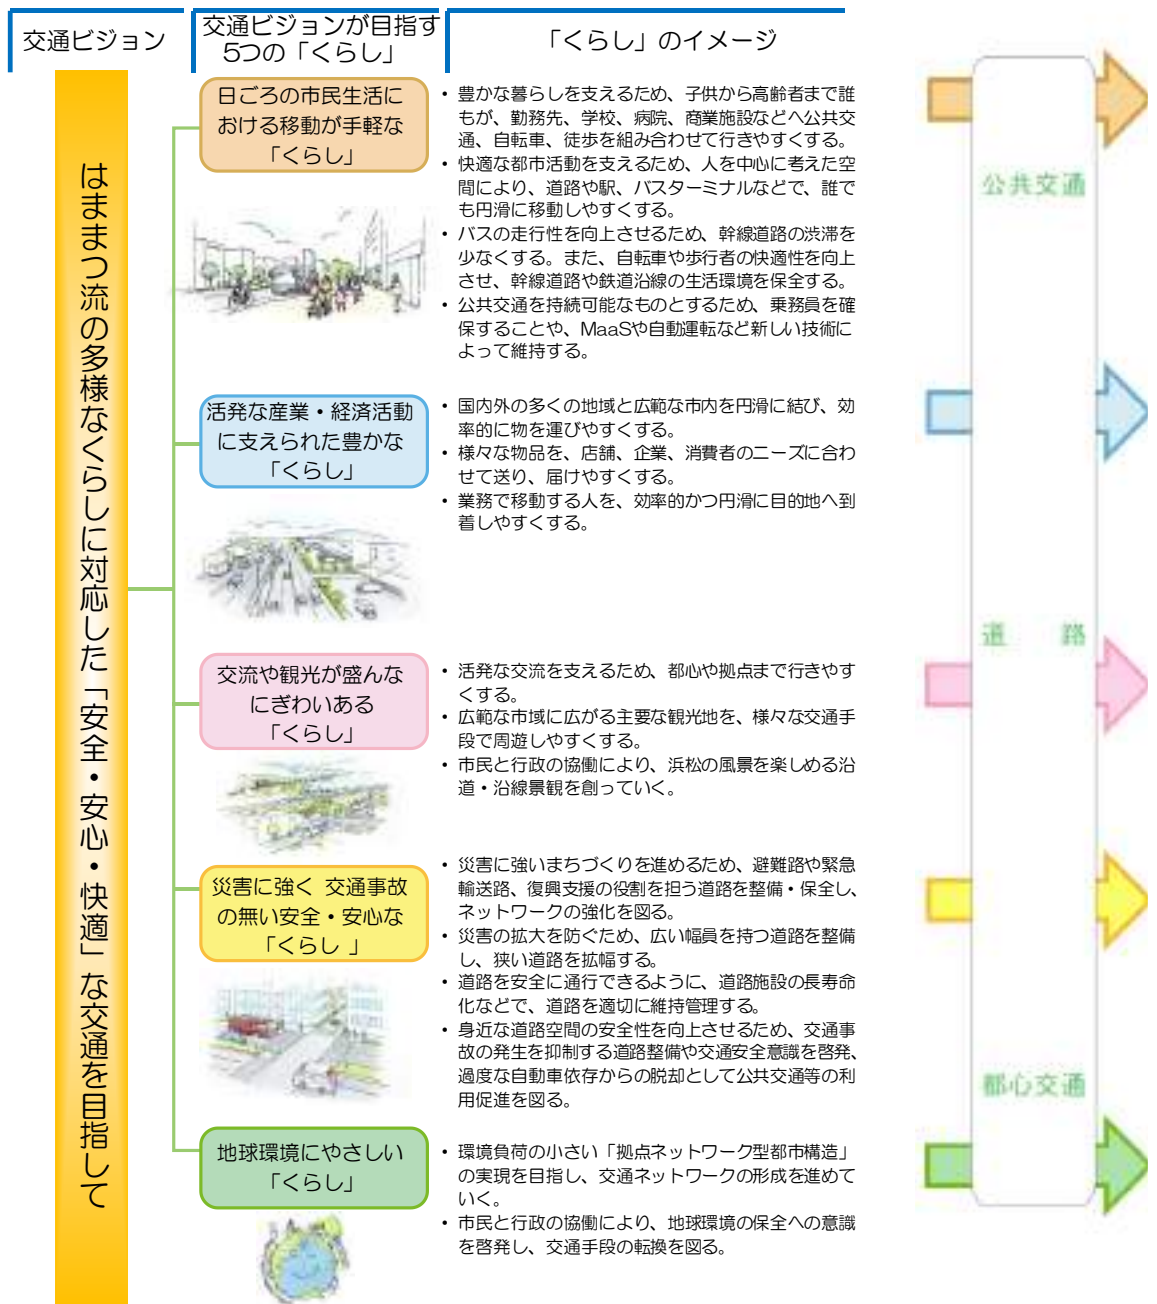 交通ビジョン
交通ビジョンが目指す
5つの「くらし」
「くらし」のイメージ
はままつ流の多様なくらしに対応した「安全・安心・快適」な交通を目指して
日ごろの市民生活に
おける移動が手軽な
「くらし」
・ 豊かな暮らしを支えるため、子供から高齢者まで誰
もが、勤務先、学校、病院、商業施設などへ公共交
通、自転車、徒歩を組み合わせて行きやすくする。
・ 快適な都市活動を支えるため、人を中心に考えた空
間により、道路や駅、バスターミナルなどで、誰で
も円滑に移動しやすくする。
・ バスの走行性を向上させるため、幹線道路の渋滞を
少なくする。また、自転車や歩行者の快適性を向上
させ、幹線道路や鉄道沿線の生活環境を保全する。
・ 公共交通を持続可能なものとするため、乗務員を確
保することや、MaaSや自動運転など新しい技術に
よって維持する。
活発な産業・経済活動
に支えられた豊かな
「くらし」
・ 国内外の多くの地域と広範な市内を円滑に結び、効
率的に物を運びやすくする。
・ 様々な物品を、店舗、企業、消費者のニーズに合わ
せて送り、届けやすくする。
・ 業務で移動する人を、効率的かつ円滑に目的地へ到
着しやすくする。
交流や観光が盛んな
にぎわいある
「くらし」
・ 活発な交流を支えるため、都心や拠点まで行きやす
くする。
・ 広範な市域に広がる主要な観光地を、様々な交通手
段で周遊しやすくする。
・ 市民と行政の協働により、浜松の風景を楽しめる沿
道・沿線景観を創っていく。
災害に強く 交通事故
の無い安全・安心な
「くらし 」
・ 災害に強いまちづくりを進めるため、避難路や緊急
輸送路、復興支援の役割を担う道路を整備・保全し、
ネットワークの強化を図る。
・ 災害の拡大を防ぐため、広い幅員を持つ道路を整備
し、狭い道路を拡幅する。
・ 道路を安全に通行できるように、道路施設の長寿命
化などで、道路を適切に維持管理する。
・ 身近な道路空間の安全性を向上させるため、交通事
故の発生を抑制する道路整備や交通安全意識を啓発、
過度な自動車依存からの脱却として公共交通等の利
用促進を図る。
地球環境にやさしい
「くらし」
・ 環境負荷の小さい「拠点ネットワーク型都市構造」
の実現を目指し、交通ネットワークの形成を進めて
いく。
・ 市民と行政の協働により、地球環境の保全への意識
を啓発し、交通手段の転換を図る。
公共交通
道 路
都心交通